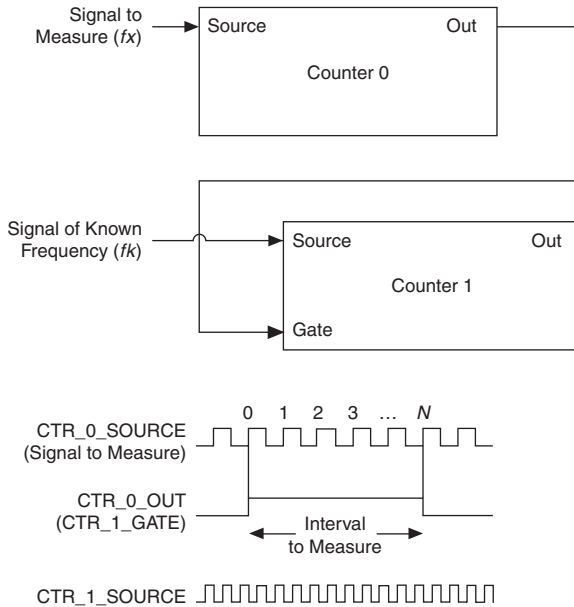 Signal to
Measure (fx)
Source
Out
Counter 0
Signal of Known
Frequency (fk)
Source
Out
Counter 1
Gate
0 1 2 3 … N
CTR_0_SOURCE
(Signal to Measure)
CTR_0_OUT
(CTR_1_GATE)
Interval
to Measure
CTR_1_SOURCE